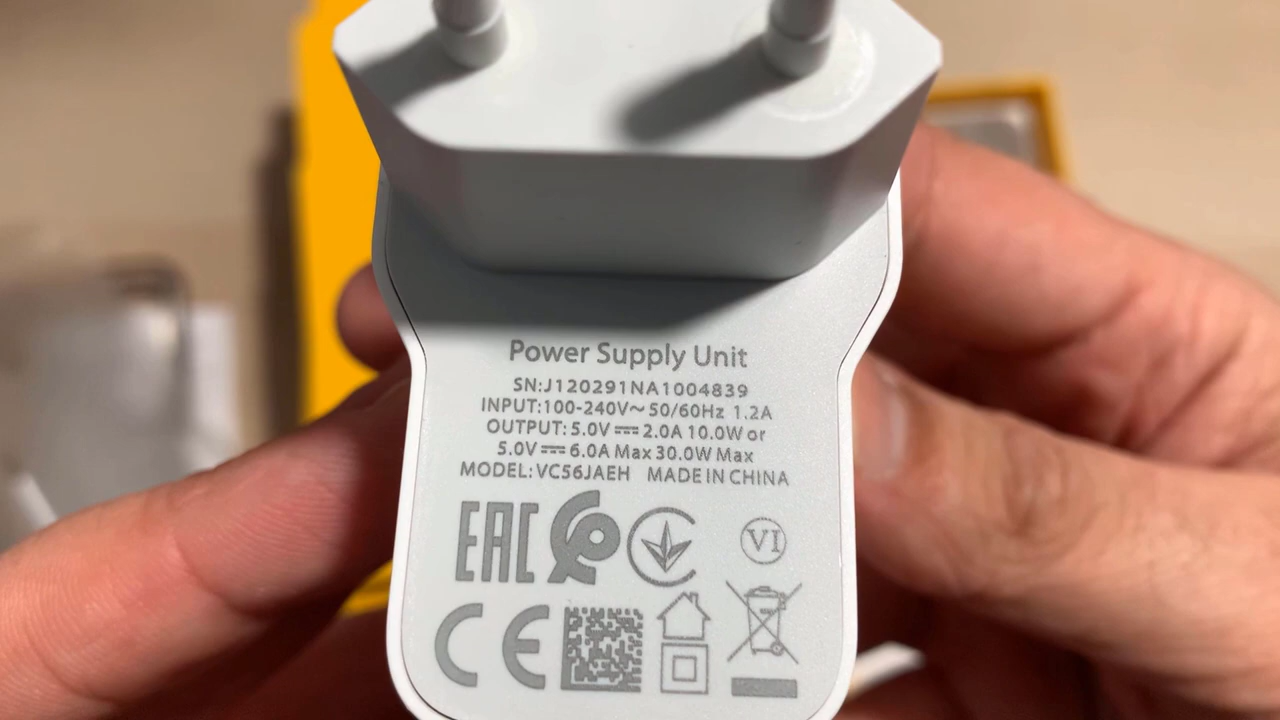 Power Supply Unit
SN:J120291NA1004839
INPUT:100-240V~50/60Hz 1.2A
OUTPUT:5.0V⎓2.0A 10.0W or
5.0V⎓6.0A Max 30.0W Max
MODEL:VC56JAEH MADE IN CHINA
EAC
VI
CE